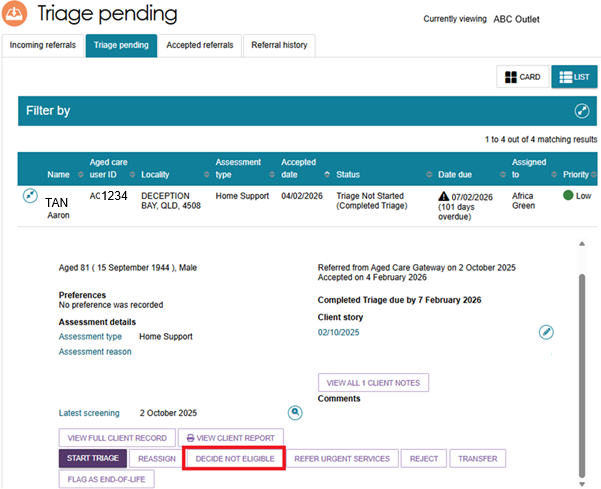 Triage pending
Currently viewing ABC Outlet
Incoming referrals Triage pending Accepted referrals Referral history
CARD LIST
Filter by
1 to 4 out of 4 matching results
Name Aged care user ID Locality Assessment type Accepted date Status Date due Assigned to Priority
TAN AC1234 DECEPTION Home Support 04/02/2026 Triage Not Started 07/02/2026 Africa Low
Aaron BAY, QLD, 4508 (Completed Triage) (101 days Green
overdue)
Aged 81 ( 15 September 1944 ), Male
Preferences
No preference was recorded
Assessment details
Assessment type Home Support
Assessment reason
Latest screening 2 October 2025
Referred from Aged Care Gateway on 2 October 2025
Accepted on 4 February 2026
Completed Triage due by 7 February 2026
Client story
02/10/2025
VIEW ALL 1 CLIENT NOTES
Comments
VIEW FULL CLIENT RECORD VIEW CLIENT REPORT
START TRIAGE REASSIGN DECIDE NOT ELIGIBLE REFER URGENT SERVICES REJECT TRANSFER
FLAG AS END-OF-LIFE